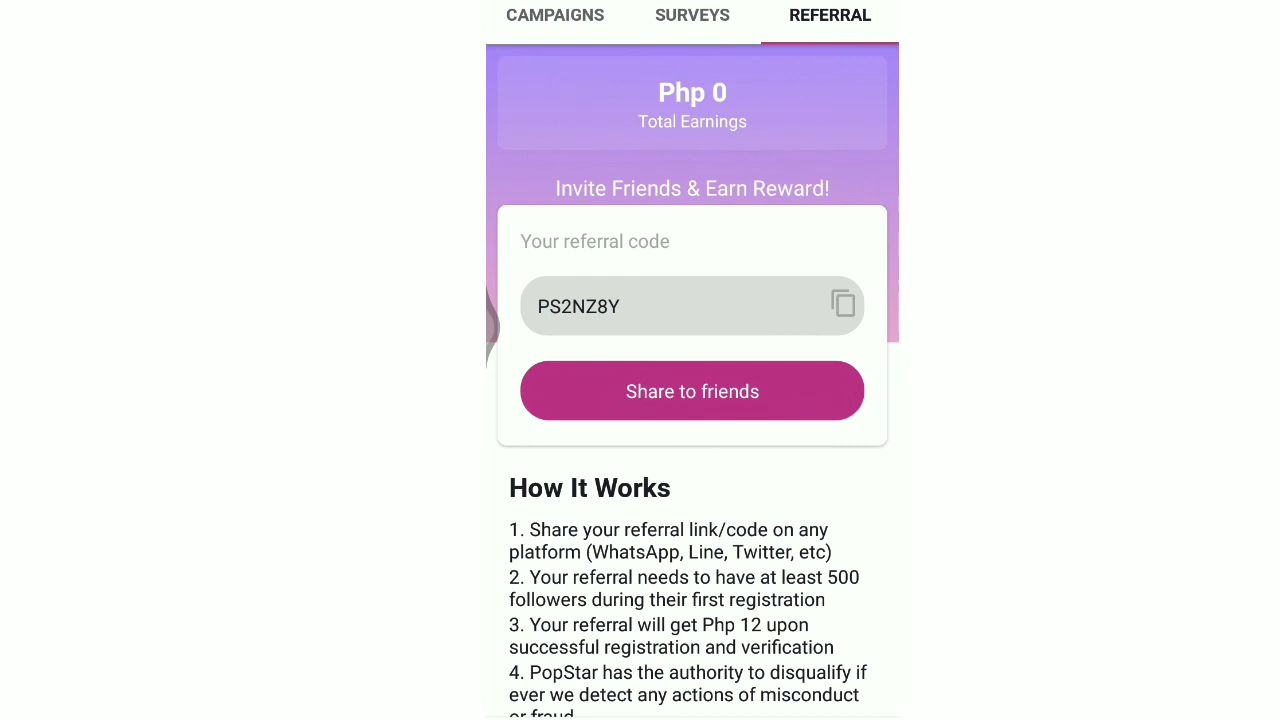 CAMPAIGNS SURVEYS REFERRAL
Php 0
Total Earnings
Invite Friends & Earn Reward!
Your referral code
PS2NZ8Y
Share to friends
How It Works
1. Share your referral link/code on any
platform (WhatsApp, Line, Twitter, etc)
2. Your referral needs to have at least 500
followers during their first registration
3. Your referral will get Php 12 upon
successful registration and verification
4. PopStar has the authority to disqualify if
ever we detect any actions of misconduct
or fraud